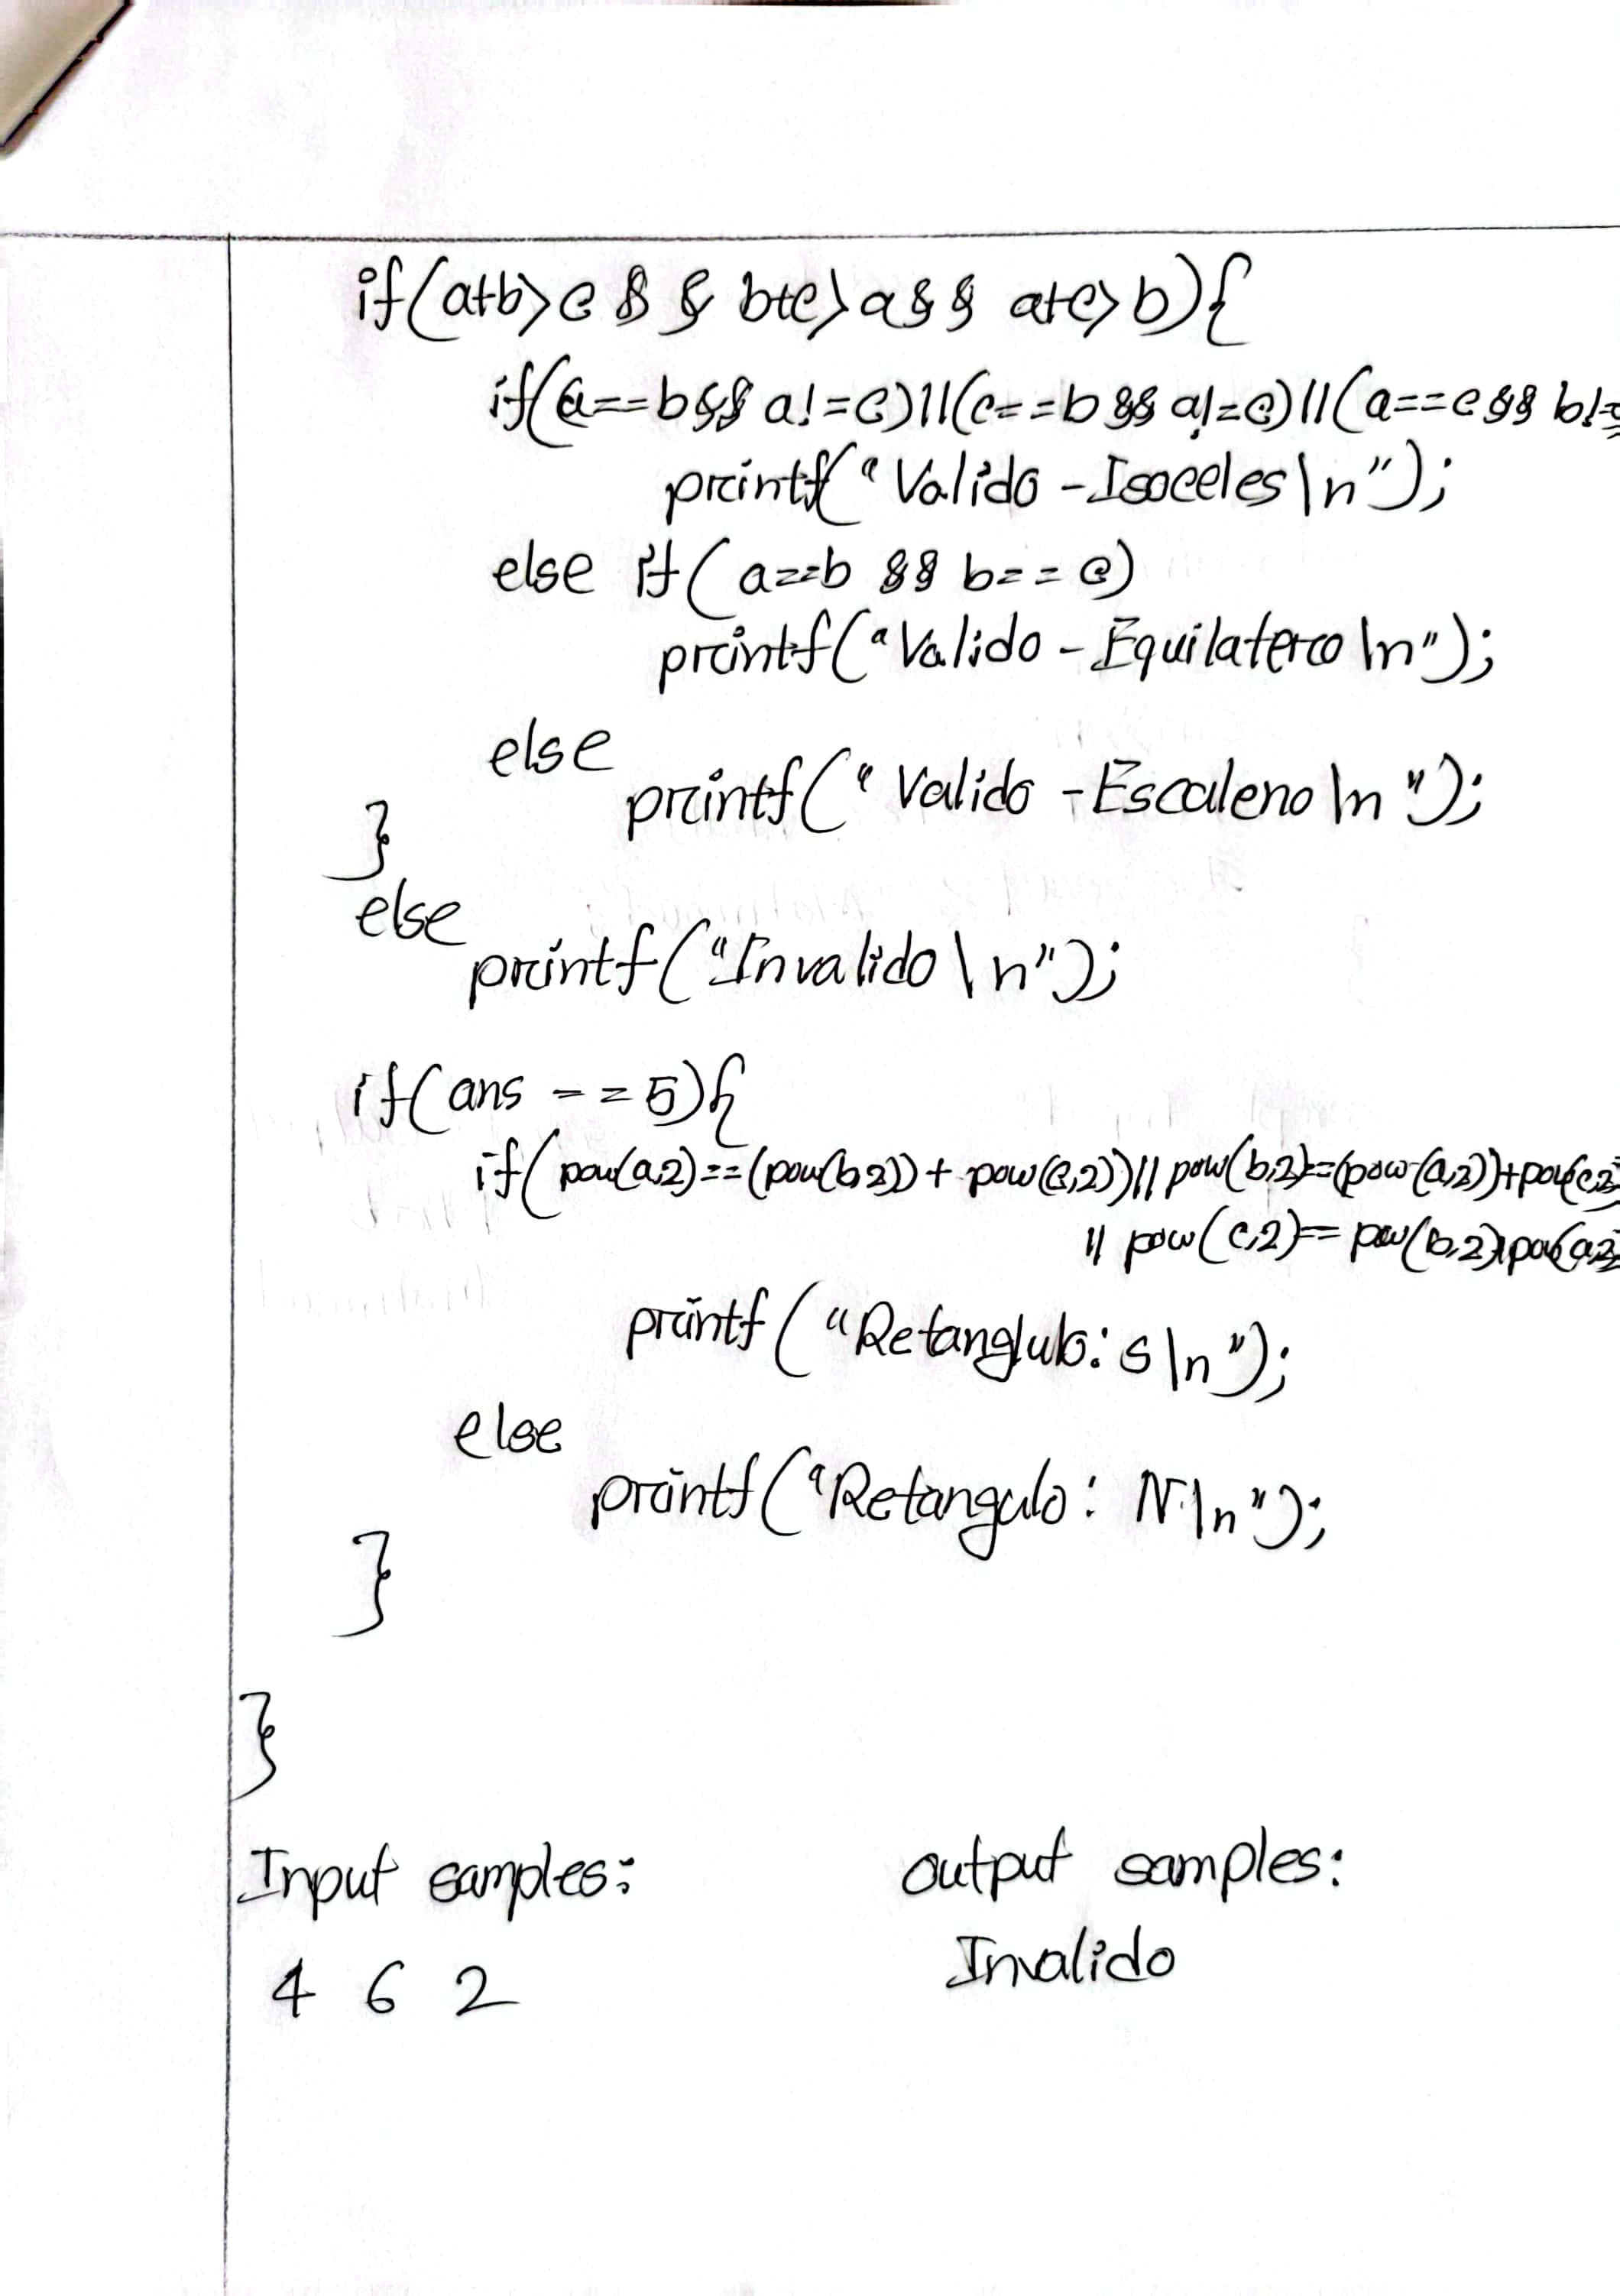 if(a+b>c && b+c>a&& a+c>b){
if(a==b&& a!=c)||(c==b && a!=c)||(a==c && b!=
printf("Valido -Isoceles\n");
else if(a==b && b==c)
printf("Valido -Equilatero\n");
else
printf("Valido -Escaleno\n");
}
else
printf("Invalido\n");
if(ans ==5){
if(pow(a,2)==(pow(b,2))+pow(c,2))||pow(b,2)==(pow(a,2))+pow(c,2)
||pow(c,2)==pow(b,2)+pow(a,2
printf("Retanglulo: S\n");
else
printf("Retangulo: N\n");
}
}
Input samples: Output samples:
4 6 2 Invalido